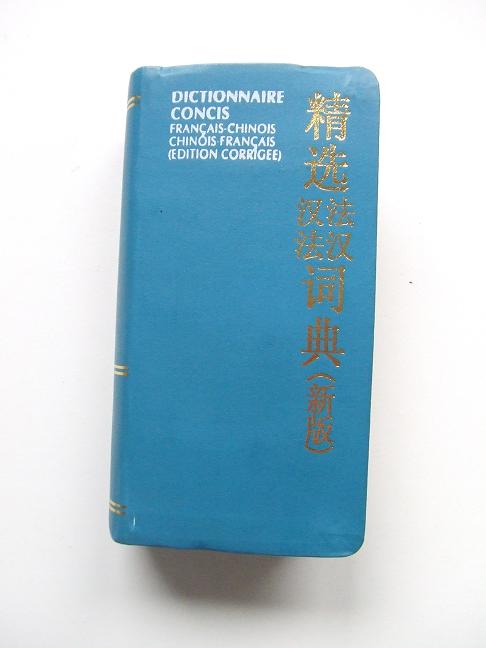 DICTIONNAIRE
CONCIS
FRANÇAIS-CHINOIS
CHINOIS-FRANÇAIS
(EDITION CORRIGEE)
精选
法汉
汉法
词典
(新版)